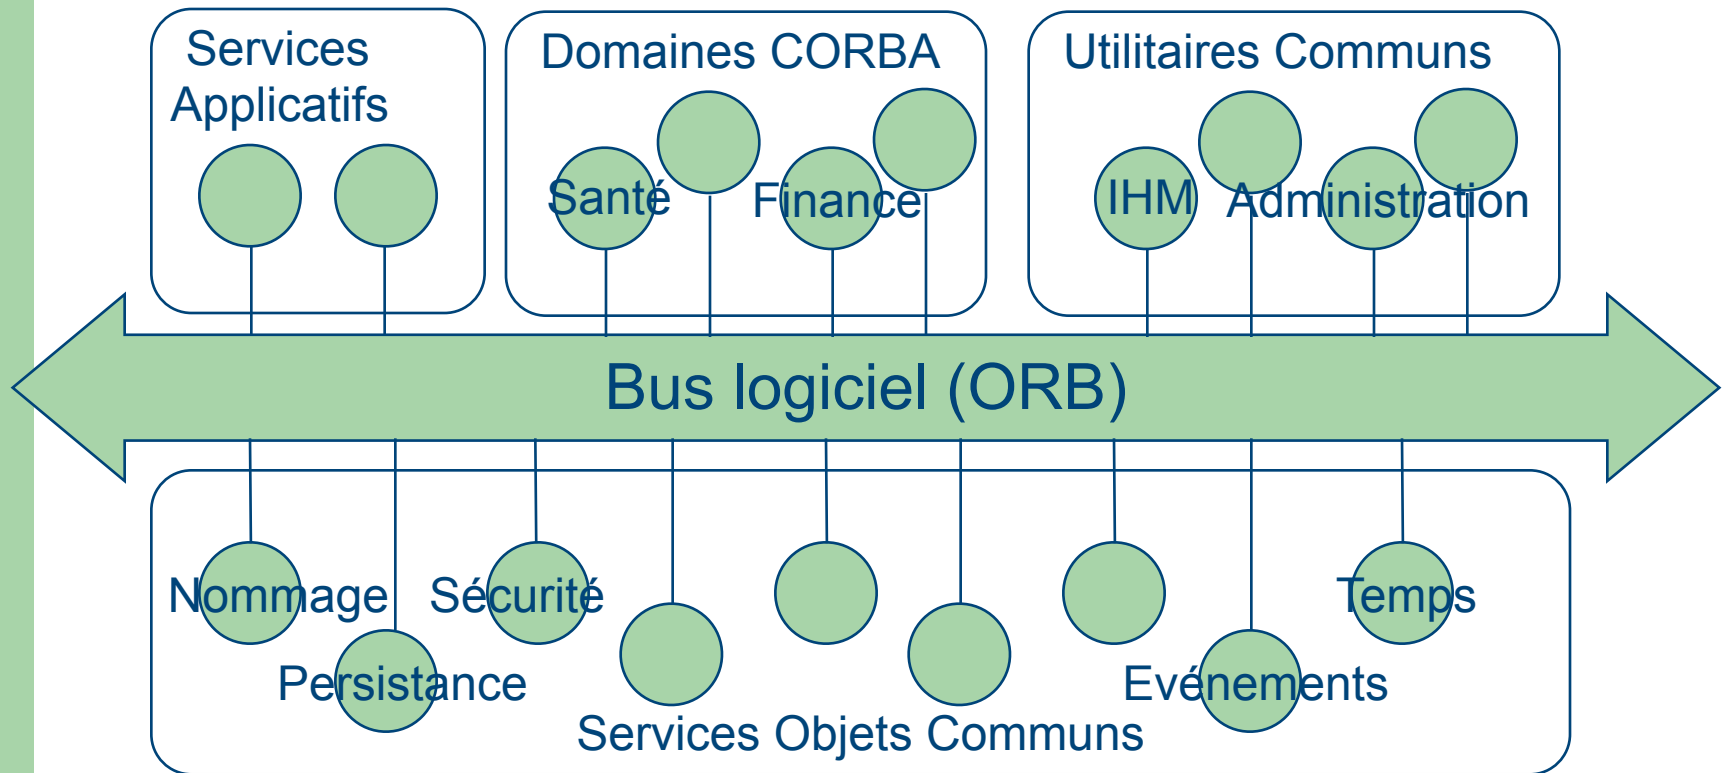 Services
Applicatifs
Domaines CORBA
Utilitaires Communs
Santé
Finance
IHM
Administration
Bus logiciel (ORB)
Nommage
Sécurité
Temps
Persistance
Evénements
Services Objets Communs